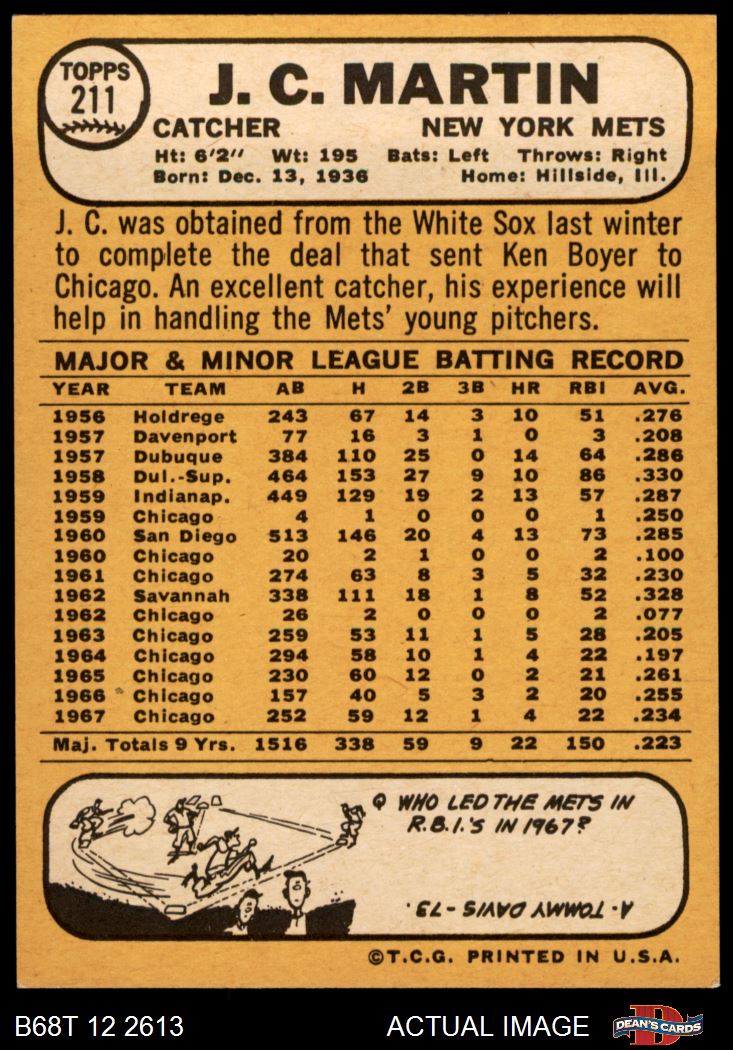 TOPPS
211
J. C. MARTIN
CATCHER NEW YORK METS
Ht: 6'2" Wt: 195 Bats: Left Throws: Right
Born: Dec. 13, 1936 Home: Hillside, Ill.
J. C. was obtained from the White Sox last winter
to complete the deal that sent Ken Boyer to
Chicago. An excellent catcher, his experience will
help in handling the Mets' young pitchers.
MAJOR & MINOR LEAGUE BATTING RECORD
YEAR TEAM AB H 2B 3B HR RBI AVG.
1956 Holdrege 243 67 14 3 10 51 .276
1957 Davenport 77 16 3 1 0 3 .208
1957 Dubuque 384 110 25 0 14 64 .286
1958 Dul.-Sup. 464 153 27 9 10 86 .330
1959 Indianap. 449 129 19 2 13 57 .287
1959 Chicago 4 1 0 0 0 1 .250
1960 San Diego 513 146 20 4 13 73 .285
1960 Chicago 20 2 1 0 0 2 .100
1961 Chicago 274 63 8 3 5 32 .230
1962 Savannah 338 111 18 1 8 52 .328
1962 Chicago 26 2 0 0 0 2 .077
1963 Chicago 259 53 11 1 5 28 .205
1964 Chicago 294 58 10 1 4 22 .197
1965 Chicago 230 60 12 0 2 21 .261
1966 Chicago 157 40 5 3 2 20 .255
1967 Chicago 252 59 12 1 4 22 .234
Maj. Totals 9 Yrs. 1516 338 59 9 22 150 .223
Q WHO LED THE METS IN
R.B.I.'S IN 1967?
A. TOMMY DAVIS - 73.
©T.C.G. PRINTED IN U.S.A.
B68T 12 2613 ACTUAL IMAGE D DEAN'S CARDS